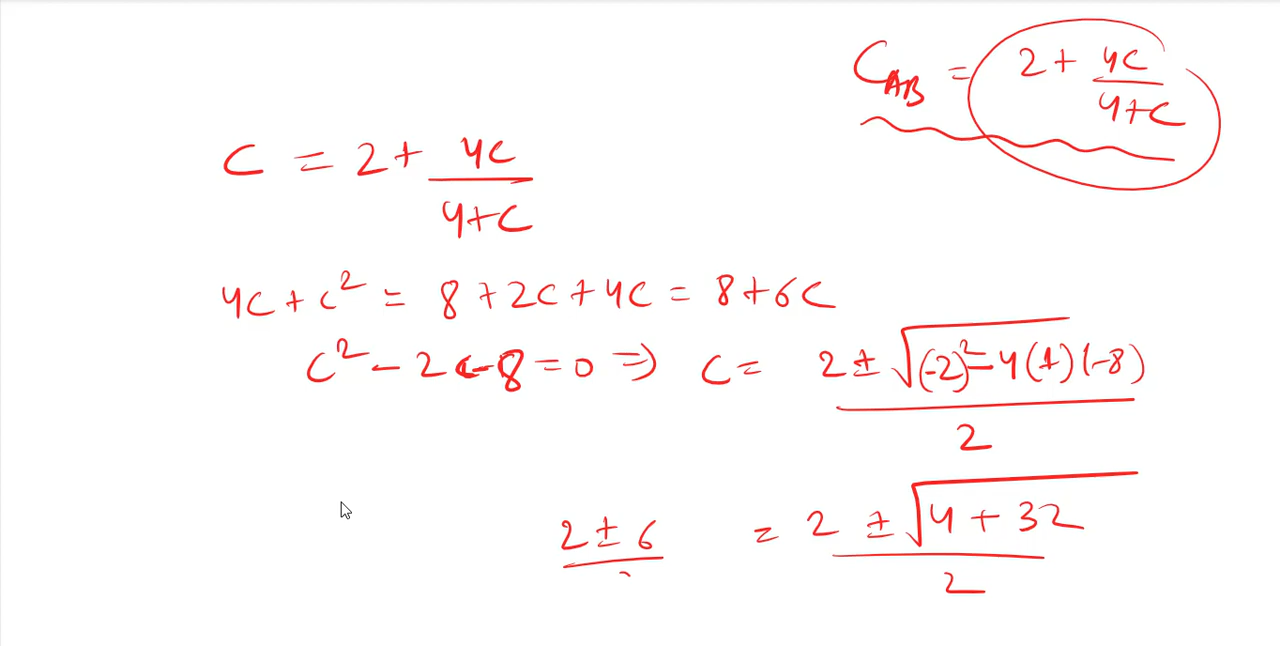 C_AB = 2 + 4C/(4+C)
C = 2 + 4C/(4+C)
4C + C² = 8 + 2C + 4C = 8 + 6C
C² - 2C - 8 = 0 ⇒ C = (2 ± √((-2)² - 4(1)(-8)))/2
= (2 ± √(4 + 32))/2
2 ± 6